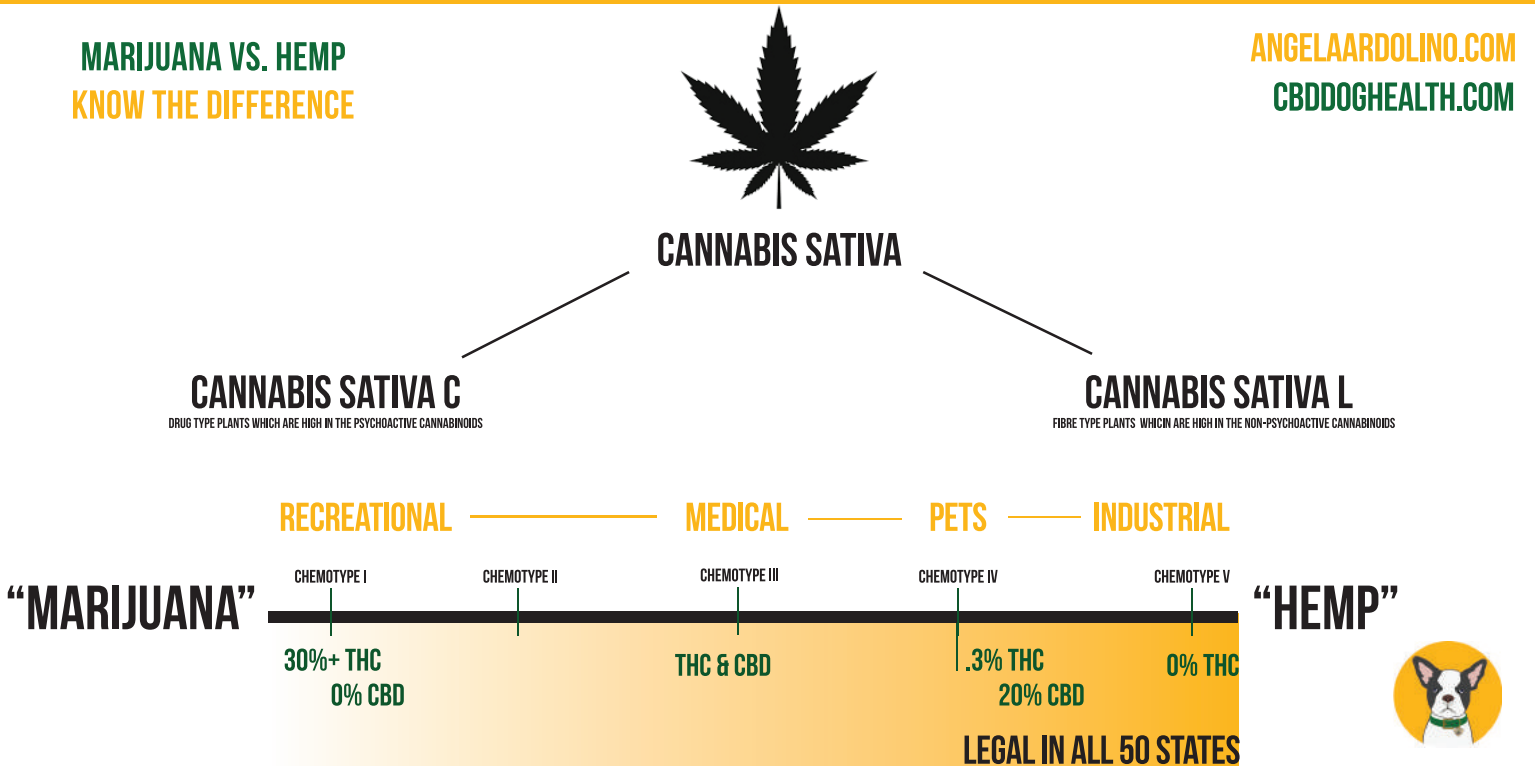 MARIJUANA VS. HEMP
KNOW THE DIFFERENCE
ANGELAARDOLINO.COM
CBDDOGHEALTH.COM
CANNABIS SATIVA
CANNABIS SATIVA C
DRUG TYPE PLANTS WHICH ARE HIGH IN THE PSYCHOACTIVE CANNABINOIDS
CANNABIS SATIVA L
FIBRE TYPE PLANTS WHICIN ARE HIGH IN THE NON-PSYCHOACTIVE CANNABINOIDS
RECREATIONAL MEDICAL PETS INDUSTRIAL
CHEMOTYPE I CHEMOTYPE II CHEMOTYPE III CHEMOTYPE IV CHEMOTYPE V
“MARIJUANA” “HEMP”
30%+ THC
0% CBD
THC & CBD
.3% THC
20% CBD
0% THC
LEGAL IN ALL 50 STATES